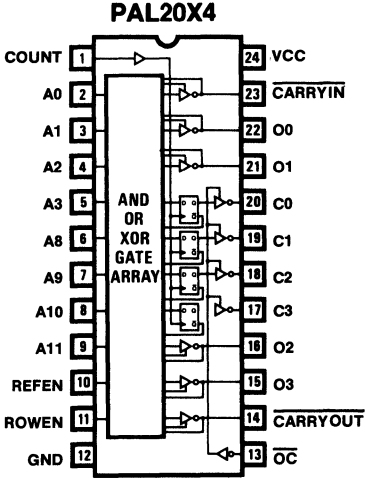 PAL20X4
COUNT 1 24 VCC
A0 2 23 CARRYIN
A1 3 22 O0
A2 4 21 O1
A3 5 20 C0
A8 6 19 C1
A9 7 18 C2
A10 8 17 C3
A11 9 16 O2
REFEN 10 15 O3
ROWEN 11 14 CARRYOUT
GND 12 13 OC
AND
OR
XOR
GATE
ARRAY